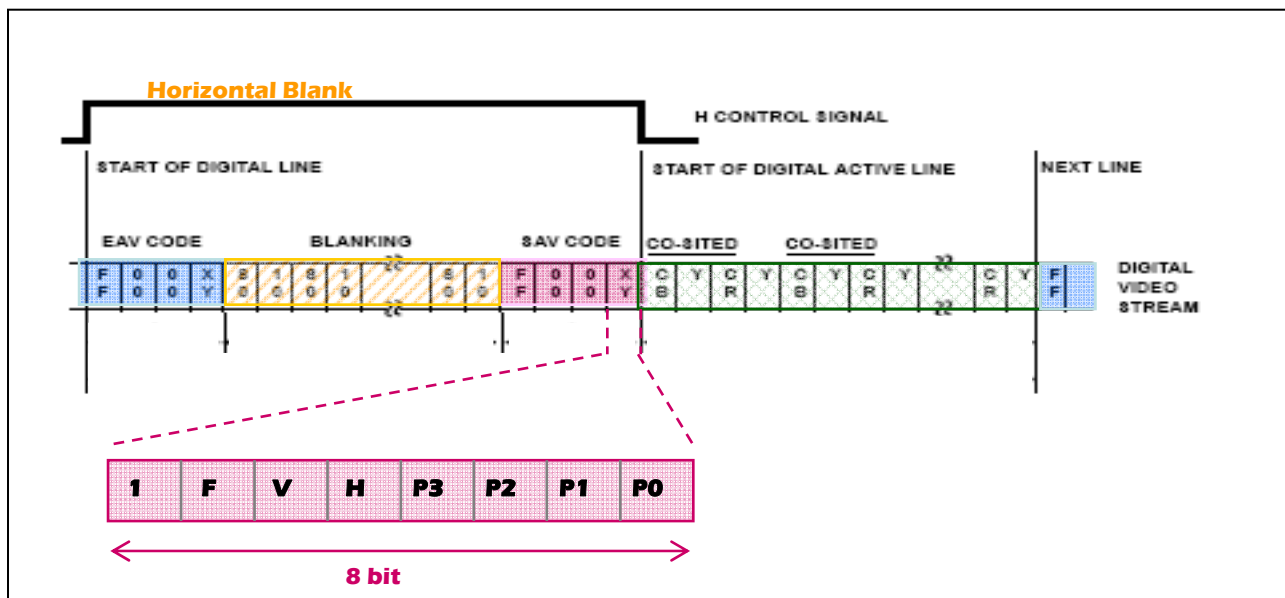 Horizontal Blank
H CONTROL SIGNAL
START OF DIGITAL LINE
START OF DIGITAL ACTIVE LINE
NEXT LINE
EAV CODE
BLANKING
SAV CODE
CO-SITED
CO-SITED
F 0 0 X 8 1 8 1 8 1 F 0 0 X C Y C Y C Y C Y C Y F
F 0 0 Y 0 0 0 0 0 0 F 0 0 Y B R B R R F
DIGITAL
VIDEO
STREAM
1 F V H P3 P2 P1 P0
8 bit